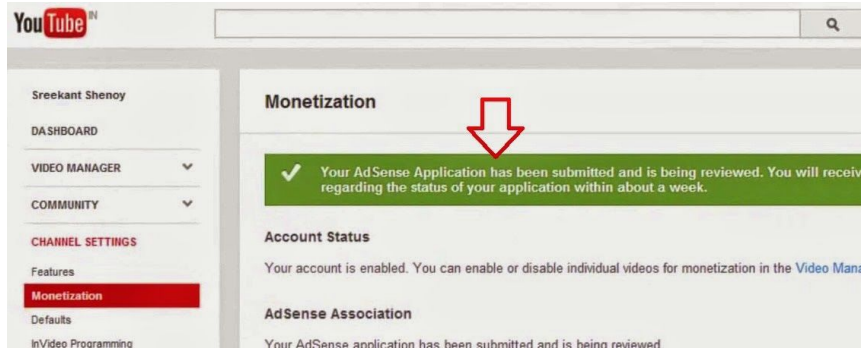 YouTube IN
Sreekant Shenoy
DASHBOARD
VIDEO MANAGER
COMMUNITY
CHANNEL SETTINGS
Features
Monetization
Defaults
InVideo Programming
Monetization
Your AdSense Application has been submitted and is being reviewed. You will receiv
regarding the status of your application within about a week.
Account Status
Your account is enabled. You can enable or disable individual videos for monetization in the Video Mana
AdSense Association
Your AdSense application has been submitted and is being reviewed.